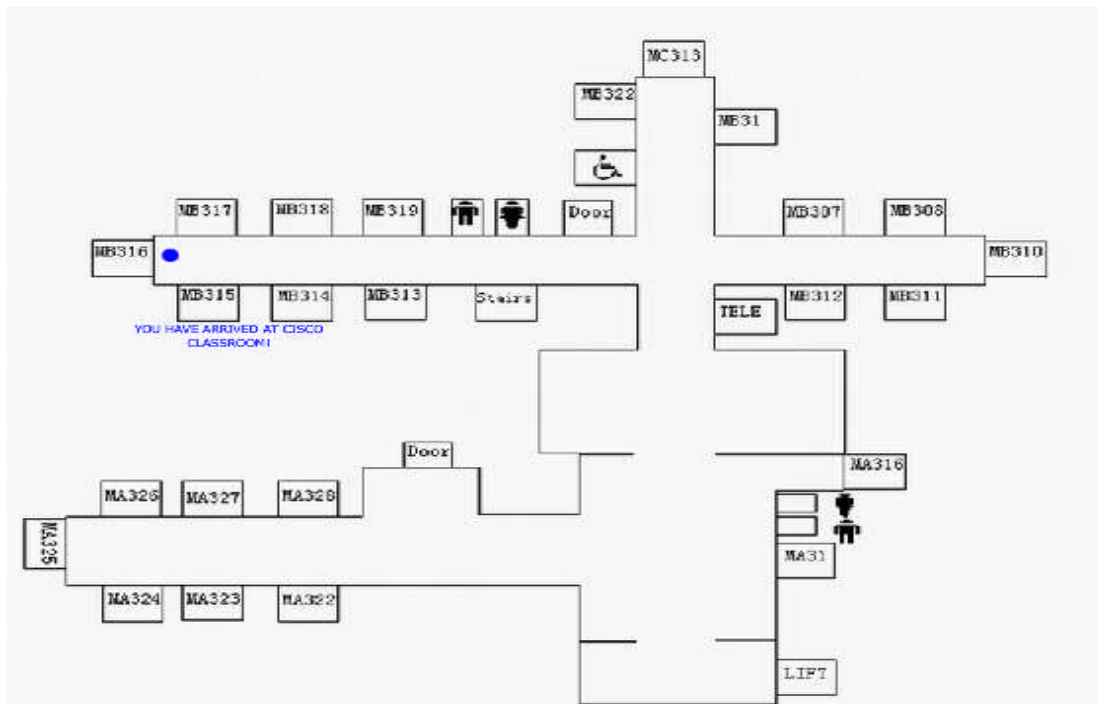 MC313
MB322
MB31
MB317
MB318
MB319
Door
MB307
MB308
MB316
MB310
MB315
MB314
MB313
Stairs
TELE
MB312
MB311
YOU HAVE ARRIVED AT CISCO
CLASSROOM!
Door
MA316
MA326
MA327
MA328
MA325
MA31
MA324
MA323
MA322
LIFT